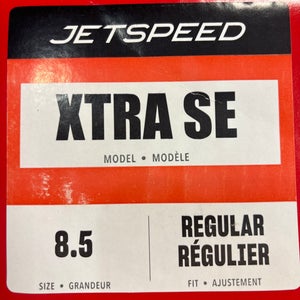 JETSPEED
XTRA SE
MODEL • MODÈLE
8.5
SIZE • GRANDEUR
REGULAR
RÉGULIER
FIT • AJUSTEMENT